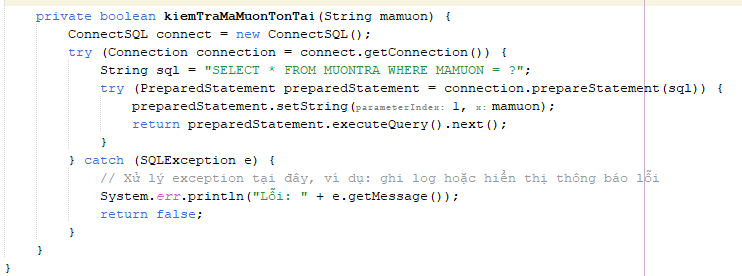 private boolean kiemTraMaMuonTonTai(String mamuon) {
ConnectSQL connect = new ConnectSQL();
try (Connection connection = connect.getConnection()) {
String sql = "SELECT * FROM MUONTRA WHERE MAMUON = ?";
try (PreparedStatement preparedStatement = connection.prepareStatement(sql)) {
preparedStatement.setString(parameterIndex: 1, x: mamuon);
return preparedStatement.executeQuery().next();
}
} catch (SQLException e) {
// Xử lý exception tại đây, ví dụ: ghi log hoặc hiển thị thông báo lỗi
System.err.println("Lỗi: " + e.getMessage());
return false;
}
}
}